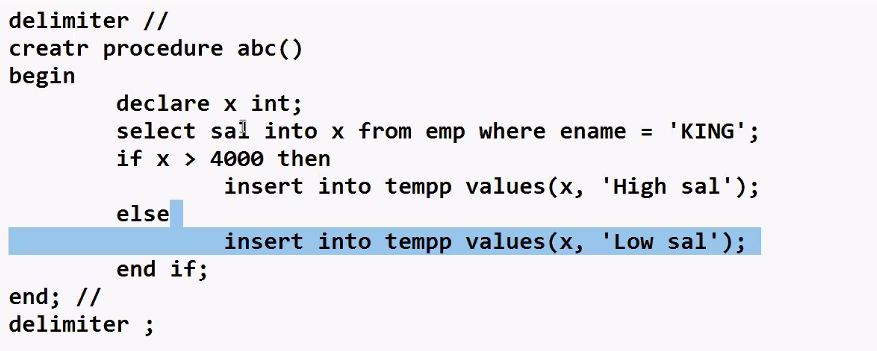 delimiter //
creatr procedure abc()
begin
declare x int;
select sal into x from emp where ename = 'KING';
if x > 4000 then
insert into tempp values(x, 'High sal');
else
insert into tempp values(x, 'Low sal');
end if;
end; //
delimiter ;